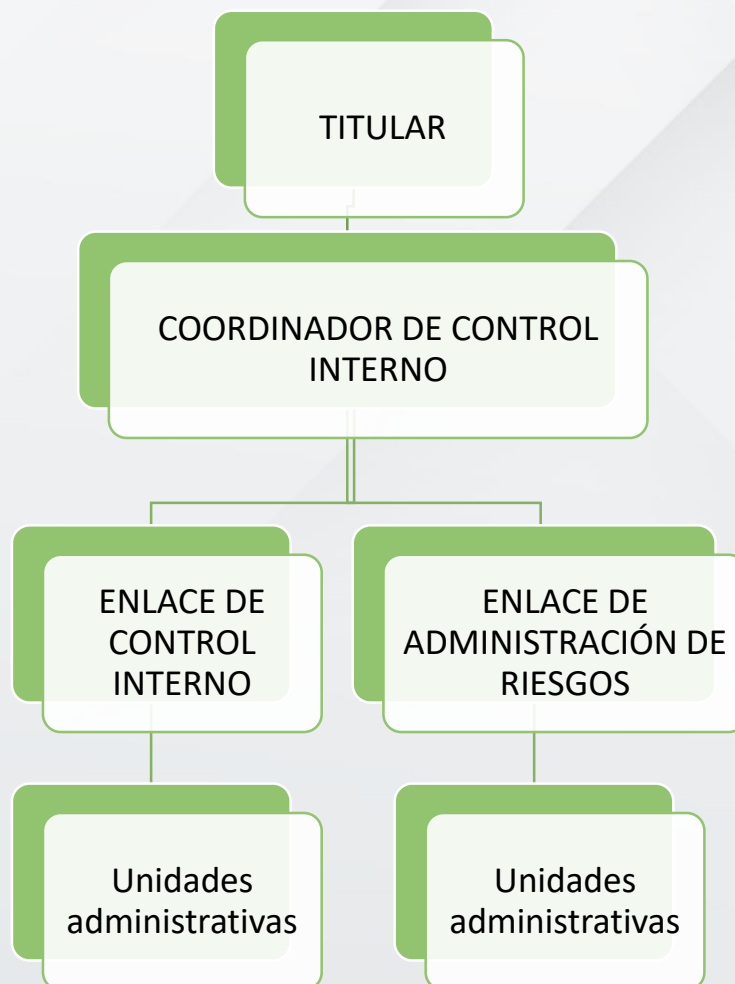 TITULAR
COORDINADOR DE CONTROL
INTERNO
ENLACE DE
CONTROL
INTERNO
ENLACE DE
ADMINISTRACIÓN DE
RIESGOS
Unidades
administrativas
Unidades
administrativas